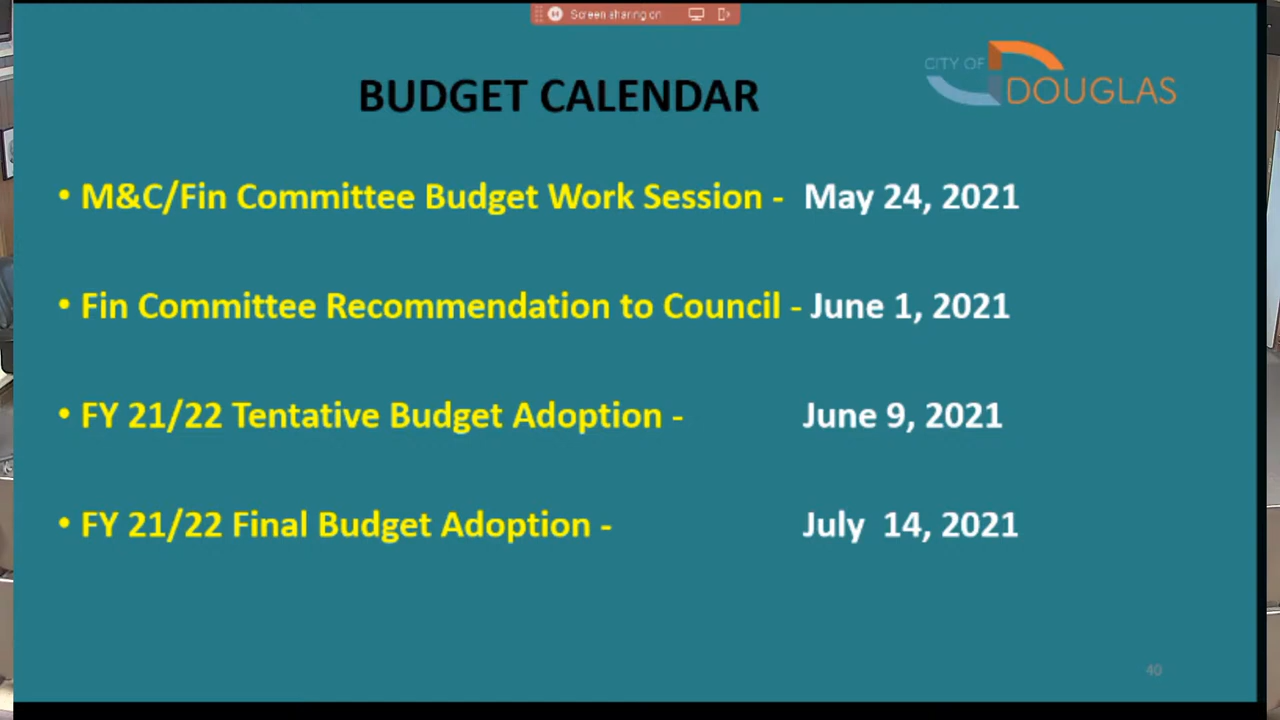 Screen sharing on
CITY OF
DOUGLAS
BUDGET CALENDAR
• M&C/Fin Committee Budget Work Session - May 24, 2021
• Fin Committee Recommendation to Council - June 1, 2021
• FY 21/22 Tentative Budget Adoption - June 9, 2021
• FY 21/22 Final Budget Adoption - July 14, 2021
40